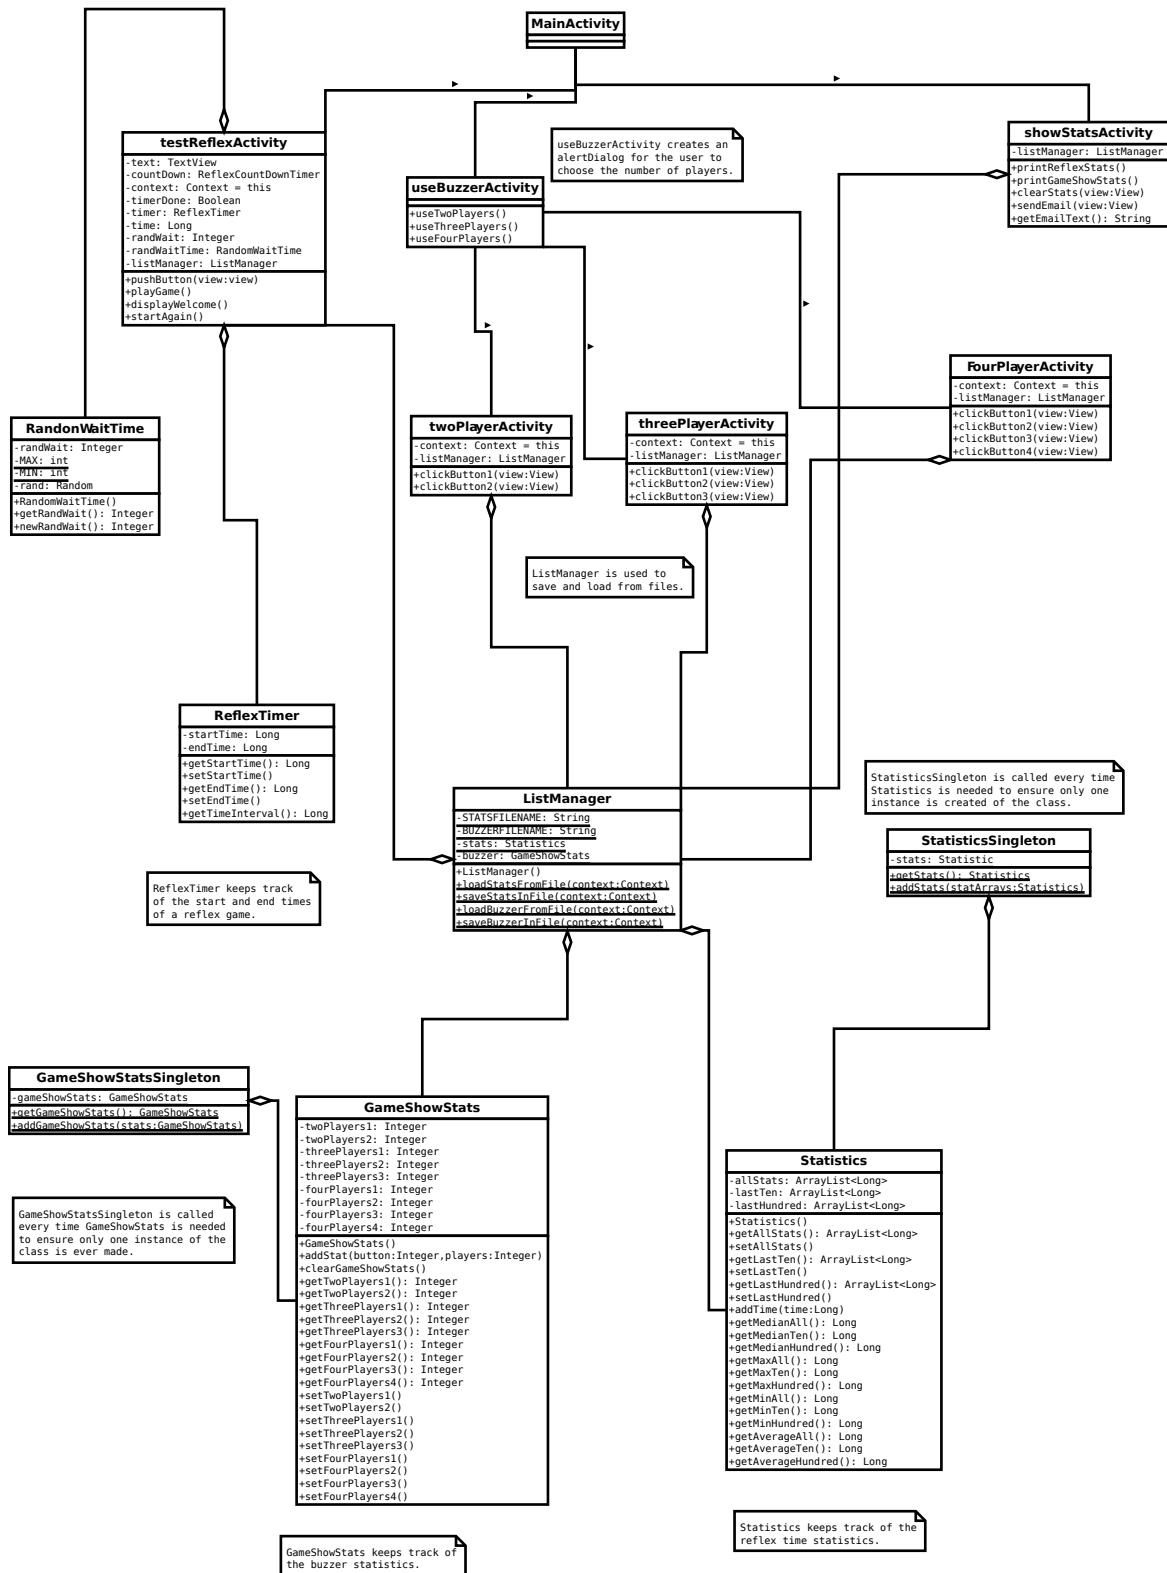 MainActivity
testReflexActivity
-text: TextView
-countDown: ReflexCountDownTimer
-context: Context = this
-timerDone: Boolean
-timer: ReflexTimer
-time: Long
-randWait: Integer
-randWaitTime: RandomWaitTime
-listManager: ListManager
+pushButton(view:view)
+playGame()
+displayWelcome()
+startAgain()
useBuzzerActivity creates an
alertDialog for the user to
choose the number of players.
useBuzzerActivity
+useTwoPlayers()
+useThreePlayers()
+useFourPlayers()
showStatsActivity
-listManager: ListManager
+printReflexStats()
+printGameShowStats()
+clearStats(view:View)
+sendEmail(view:View)
+getEmailText(): String
FourPlayerActivity
-context: Context = this
-listManager: ListManager
+clickButton1(view:View)
+clickButton2(view:View)
+clickButton3(view:View)
+clickButton4(view:View)
RandonWaitTime
-randWait: Integer
-MAX: int
-MIN: int
-rand: Random
+RandomWaitTime()
+getRandWait(): Integer
+newRandWait(): Integer
twoPlayerActivity
-context: Context = this
-listManager: ListManager
+clickButton1(view:View)
+clickButton2(view:View)
threePlayerActivity
-context: Context = this
-listManager: ListManager
+clickButton1(view:View)
+clickButton2(view:View)
+clickButton3(view:View)
ListManager is used to
save and load from files.
ReflexTimer
-startTime: Long
-endTime: Long
+getStartTime(): Long
+setStartTime()
+getEndTime(): Long
+setEndTime()
+getTimeInterval(): Long
ReflexTimer keeps track
of the start and end times
of a reflex game.
ListManager
-STATSFILENAME: String
-BUZZERFILENAME: String
-stats: Statistics
-buzzer: GameShowStats
+ListManager()
+loadStatsFromFile(context:Context)
+saveStatsInFile(context:Context)
+loadBuzzerFromFile(context:Context)
+saveBuzzerInFile(context:Context)
StatisticsSingleton is called every time
Statistics is needed to ensure only one
instance is created of the class.
StatisticsSingleton
-stats: Statistic
+getStats(): Statistics
+addStats(statArrays:Statistics)
GameShowStatsSingleton
-gameShowStats: GameShowStats
+getGameShowStats(): GameShowStats
+addGameShowStats(stats:GameShowStats)
GameShowStatsSingleton is called
every time GameShowStats is needed
to ensure only one instance of the
class is ever made.
GameShowStats
-twoPlayers1: Integer
-twoPlayers2: Integer
-threePlayers1: Integer
-threePlayers2: Integer
-threePlayers3: Integer
-fourPlayers1: Integer
-fourPlayers2: Integer
-fourPlayers3: Integer
-fourPlayers4: Integer
+GameShowStats()
+addStat(button:Integer,players:Integer)
+clearGameShowStats()
+getTwoPlayers1(): Integer
+getTwoPlayers2(): Integer
+getThreePlayers1(): Integer
+getThreePlayers2(): Integer
+getThreePlayers3(): Integer
+getFourPlayers1(): Integer
+getFourPlayers2(): Integer
+getFourPlayers3(): Integer
+getFourPlayers4(): Integer
+setTwoPlayers1()
+setTwoPlayers2()
+setThreePlayers1()
+setThreePlayers2()
+setThreePlayers3()
+setFourPlayers1()
+setFourPlayers2()
+setFourPlayers3()
+setFourPlayers4()
GameShowStats keeps track of
the buzzer statistics.
Statistics
-allStats: ArrayList<Long>
-lastTen: ArrayList<Long>
-lastHundred: ArrayList<Long>
+Statistics()
+getAllStats(): ArrayList<Long>
+setAllStats()
+getLastTen(): ArrayList<Long>
+setLastTen()
+getLastHundred(): ArrayList<Long>
+setLastHundred()
+addTime(time:Long)
+getMedianAll(): Long
+getMedianTen(): Long
+getMedianHundred(): Long
+getMaxAll(): Long
+getMaxTen(): Long
+getMaxHundred(): Long
+getMinAll(): Long
+getMinTen(): Long
+getMinHundred(): Long
+getAverageAll(): Long
+getAverageTen(): Long
+getAverageHundred(): Long
Statistics keeps track of the
reflex time statistics.